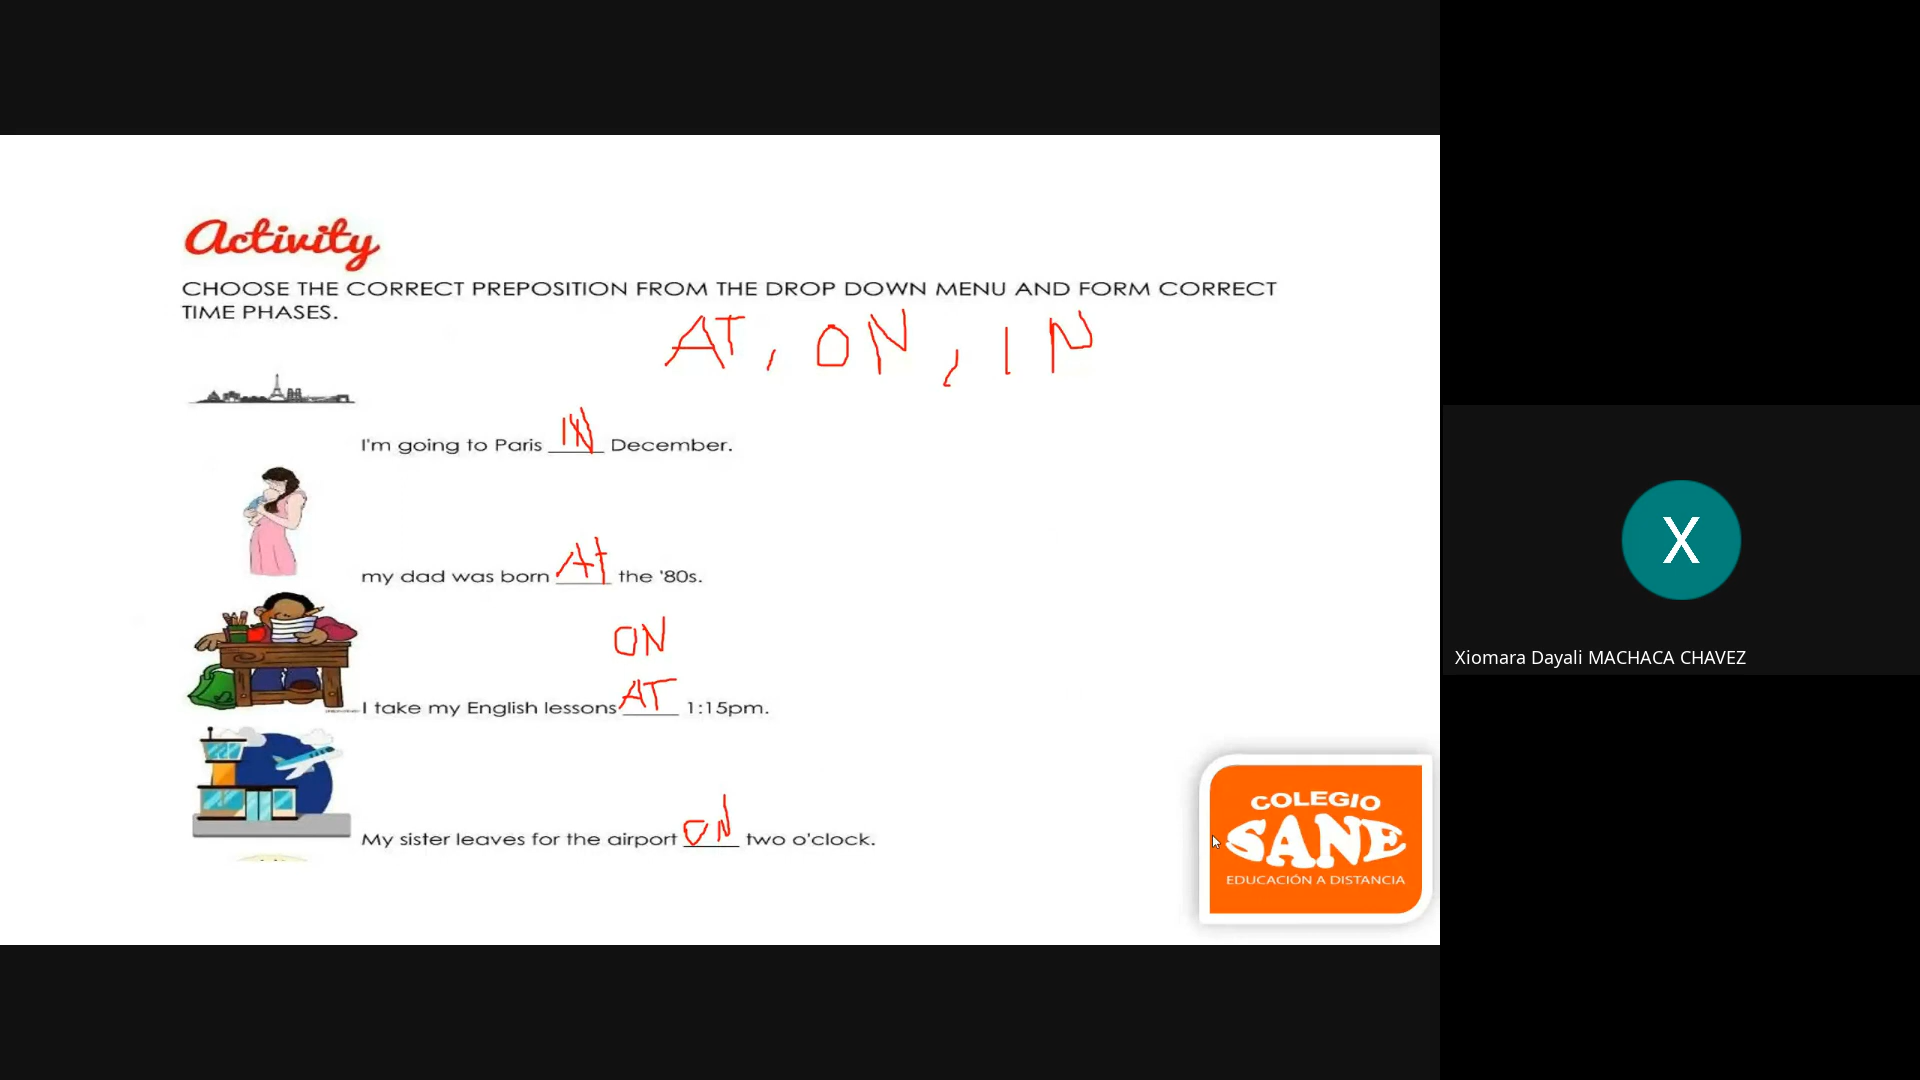 Activity
CHOOSE THE CORRECT PREPOSITION FROM THE DROP DOWN MENU AND FORM CORRECT
TIME PHASES.
AT, ON, IN
I'm going to Paris IN December.
my dad was born At the '80s.
ON
I take my English lessons AT 1:15pm.
My sister leaves for the airport ON two o'clock.
COLEGIO
SANE
EDUCACIÓN A DISTANCIA
X
Xiomara Dayali MACHACA CHAVEZ